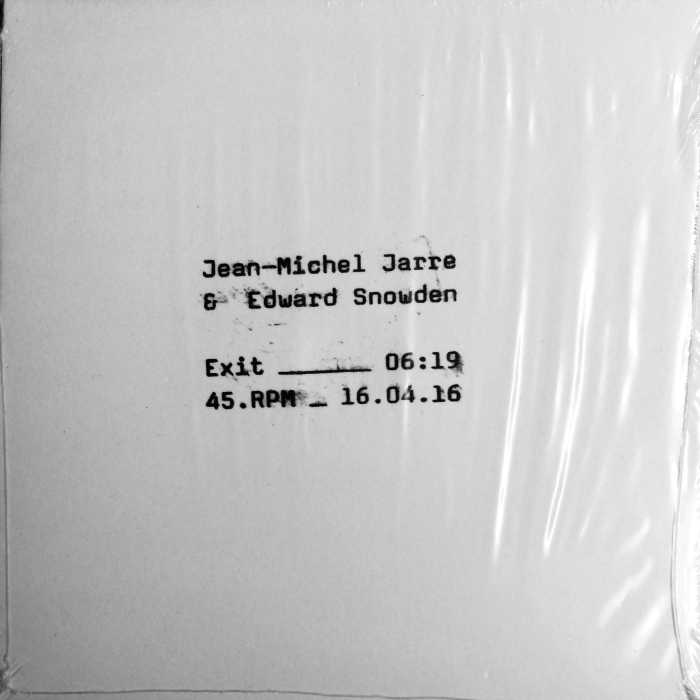 Jean-Michel Jarre
& Edward Snowden
Exit ______ 06:19
45.RPM _ 16.04.16